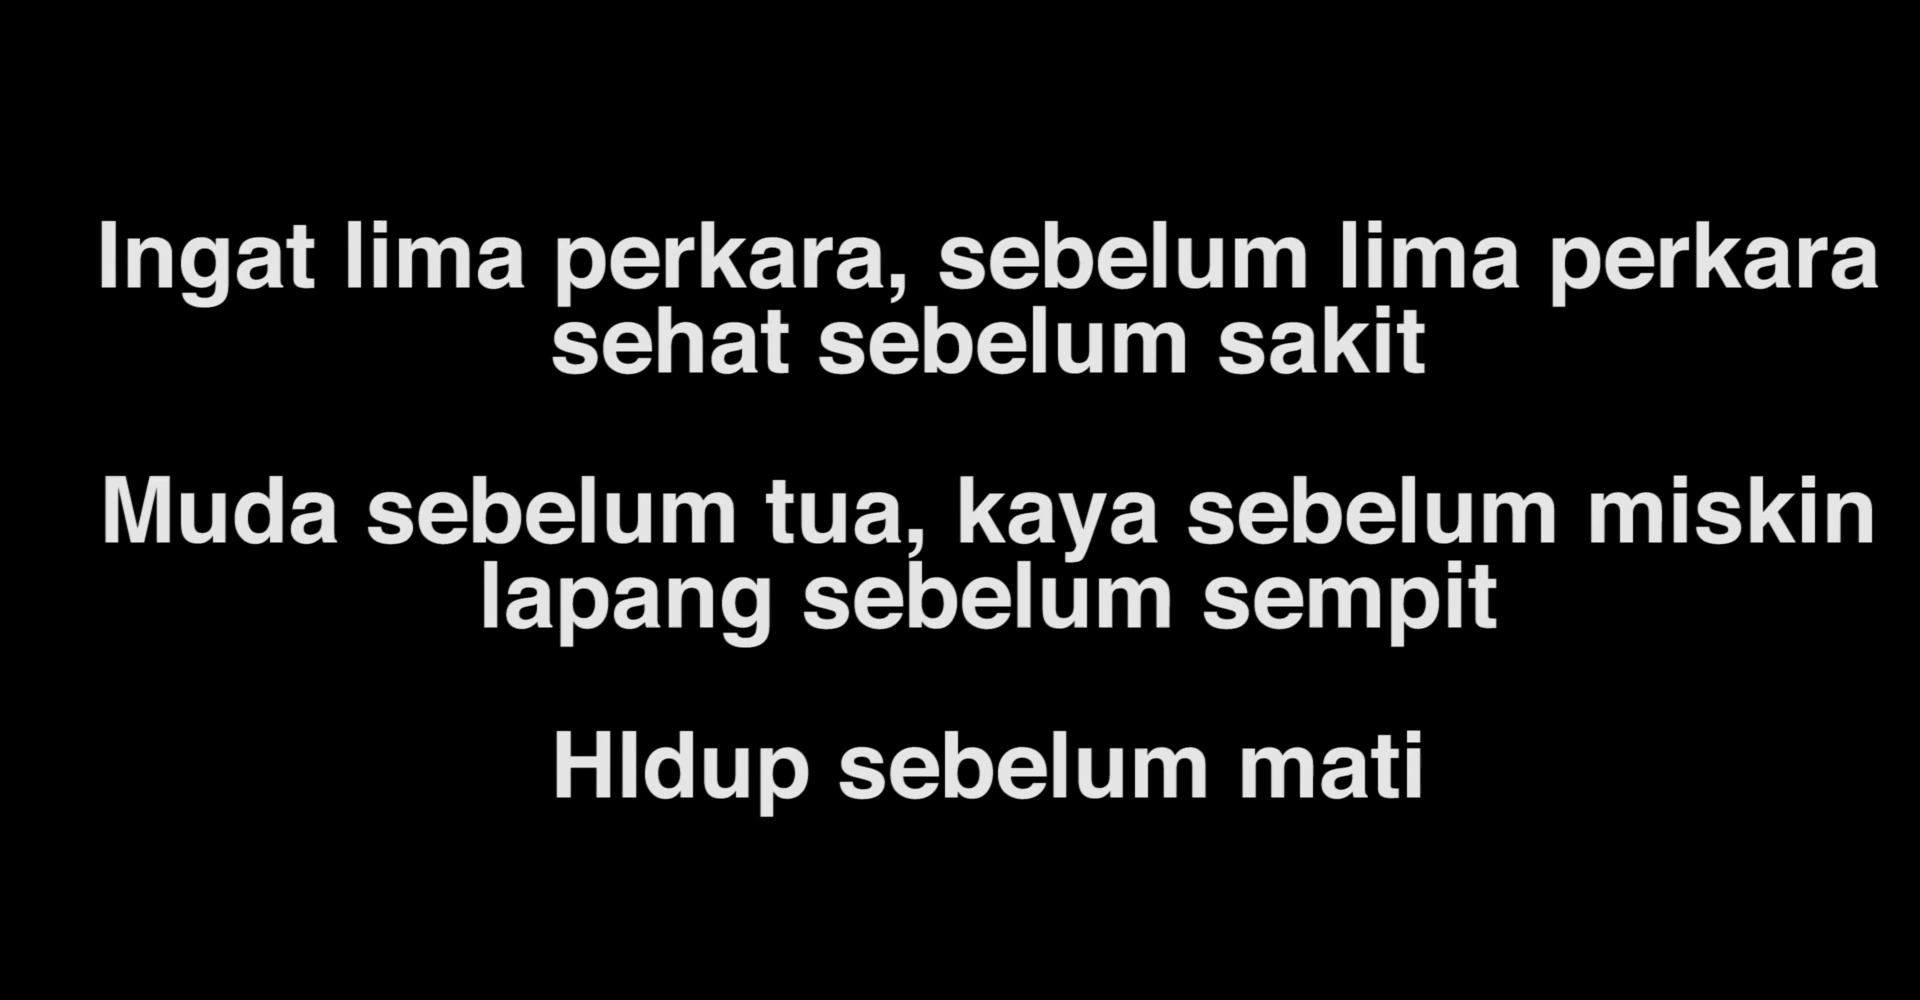 Ingat lima perkara, sebelum lima perkara
sehat sebelum sakit
Muda sebelum tua, kaya sebelum miskin
lapang sebelum sempit
HIdup sebelum mati